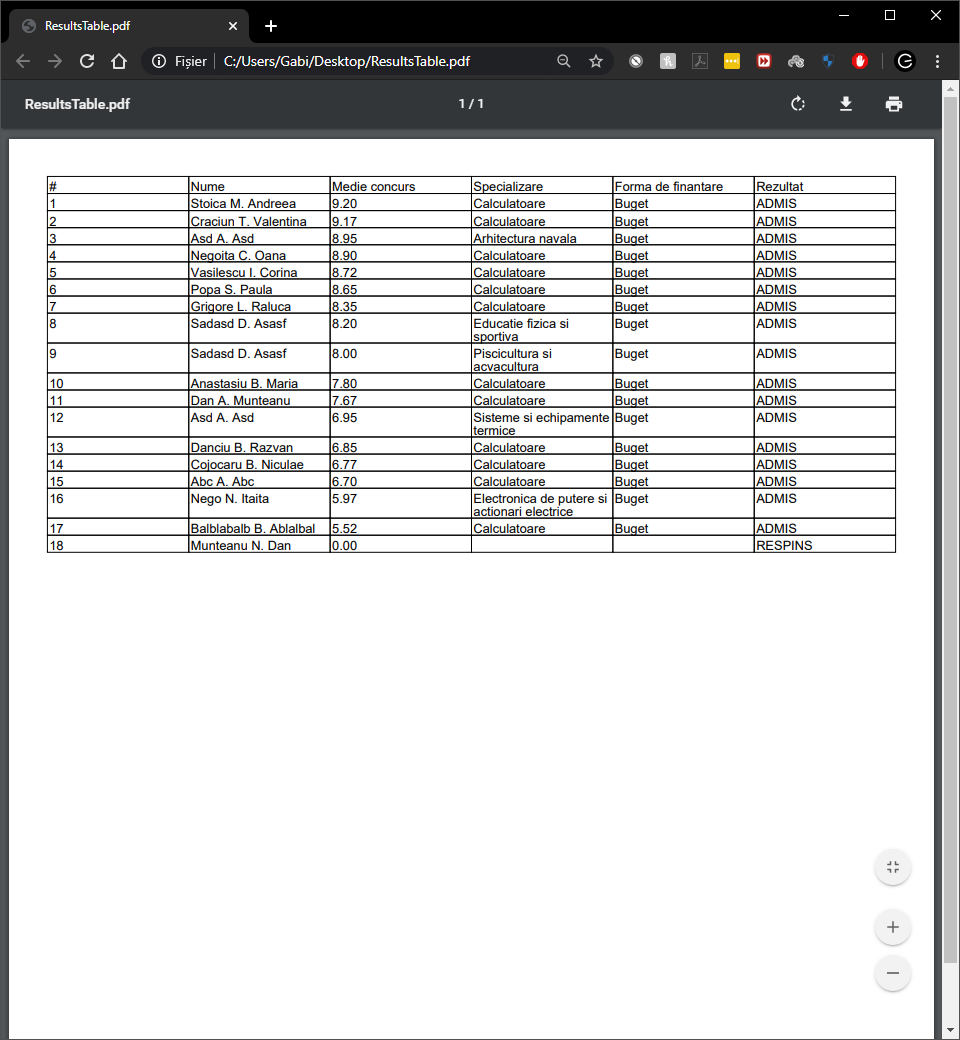 ResultsTable.pdf
Fișier C:/Users/Gabi/Desktop/ResultsTable.pdf
ResultsTable.pdf 1 / 1
# Nume Medie concurs Specializare Forma de finantare Rezultat
1 Stoica M. Andreea 9.20 Calculatoare Buget ADMIS
2 Craciun T. Valentina 9.17 Calculatoare Buget ADMIS
3 Asd A. Asd 8.95 Arhitectura navala Buget ADMIS
4 Negoita C. Oana 8.90 Calculatoare Buget ADMIS
5 Vasilescu I. Corina 8.72 Calculatoare Buget ADMIS
6 Popa S. Paula 8.65 Calculatoare Buget ADMIS
7 Grigore L. Raluca 8.35 Calculatoare Buget ADMIS
8 Sadasd D. Asasf 8.20 Educatie fizica si Buget ADMIS
sportiva
9 Sadasd D. Asasf 8.00 Piscicultura si Buget ADMIS
acvacultura
10 Anastasiu B. Maria 7.80 Calculatoare Buget ADMIS
11 Dan A. Munteanu 7.67 Calculatoare Buget ADMIS
12 Asd A. Asd 6.95 Sisteme si echipamente Buget ADMIS
termice
13 Danciu B. Razvan 6.85 Calculatoare Buget ADMIS
14 Cojocaru B. Niculae 6.77 Calculatoare Buget ADMIS
15 Abc A. Abc 6.70 Calculatoare Buget ADMIS
16 Nego N. Itaita 5.97 Electronica de putere si Buget ADMIS
actionari electrice
17 Balblabalb B. Ablalbal 5.52 Calculatoare Buget ADMIS
18 Munteanu N. Dan 0.00 RESPINS